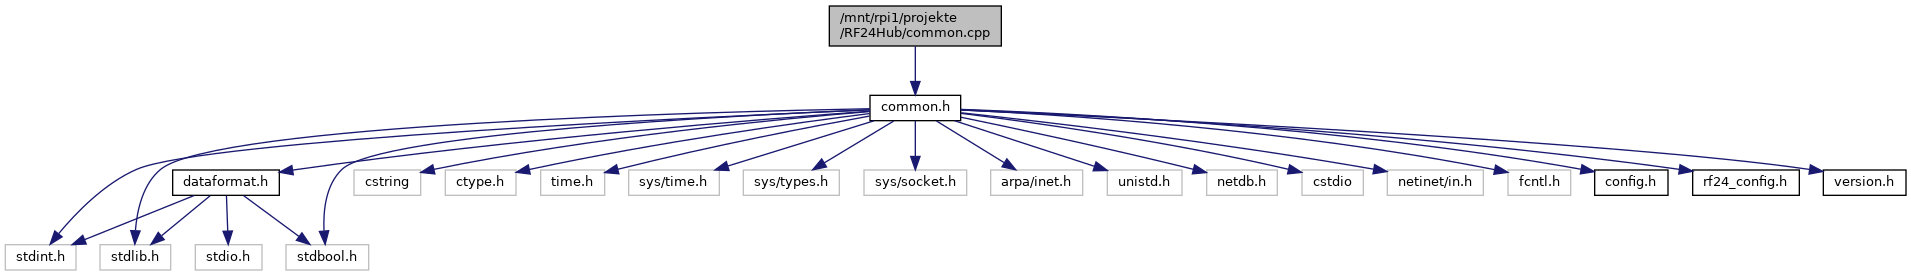 /mnt/rpi1/projekte
/RF24Hub/common.cpp
common.h
dataformat.h
cstring
ctype.h
time.h
sys/time.h
sys/types.h
sys/socket.h
arpa/inet.h
unistd.h
netdb.h
cstdio
netinet/in.h
fcntl.h
config.h
rf24_config.h
version.h
stdint.h
stdlib.h
stdio.h
stdbool.h